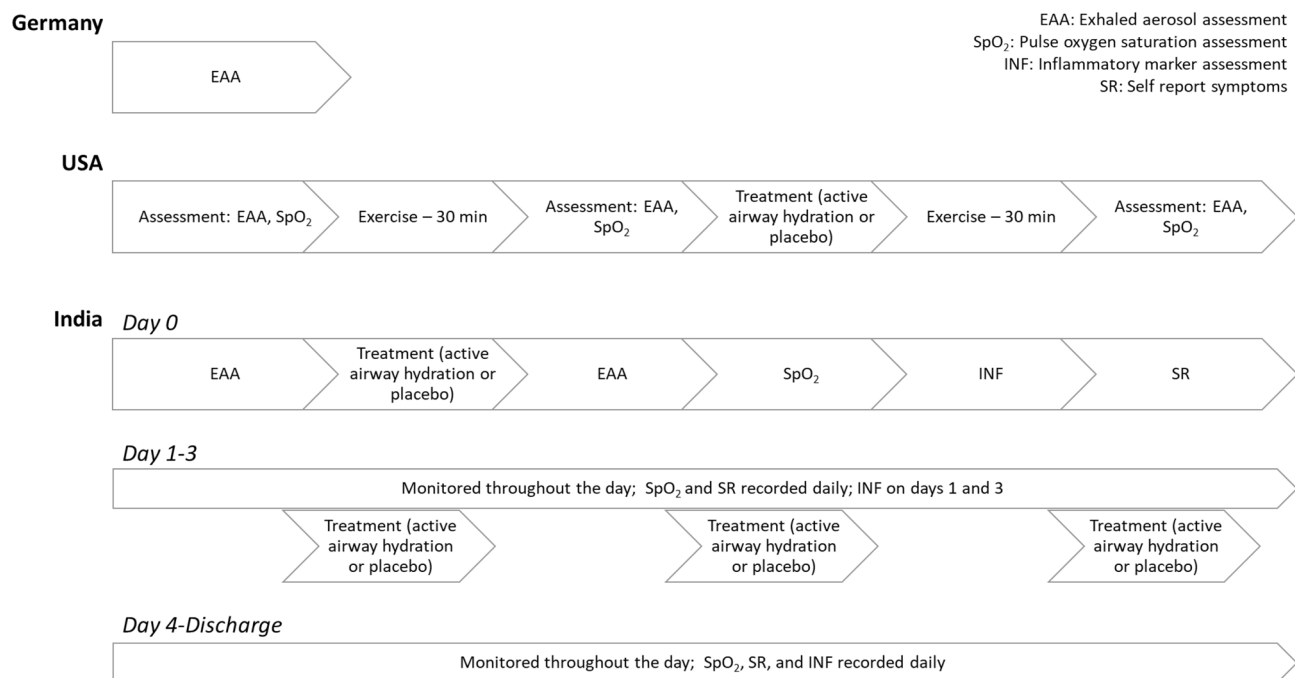 Germany
EAA: Exhaled aerosol assessment
SpO₂: Pulse oxygen saturation assessment
INF: Inflammatory marker assessment
SR: Self report symptoms
EAA
USA
Assessment: EAA, SpO₂
Exercise – 30 min
Assessment: EAA,
SpO₂
Treatment (active
airway hydration or
placebo)
Exercise – 30 min
Assessment: EAA,
SpO₂
India
Day 0
EAA
Treatment (active
airway hydration or
placebo)
EAA
SpO₂
INF
SR
Day 1-3
Monitored throughout the day; SpO₂ and SR recorded daily; INF on days 1 and 3
Treatment (active
airway hydration
or placebo)
Treatment (active
airway hydration
or placebo)
Treatment (active
airway hydration
or placebo)
Day 4-Discharge
Monitored throughout the day; SpO₂, SR, and INF recorded daily